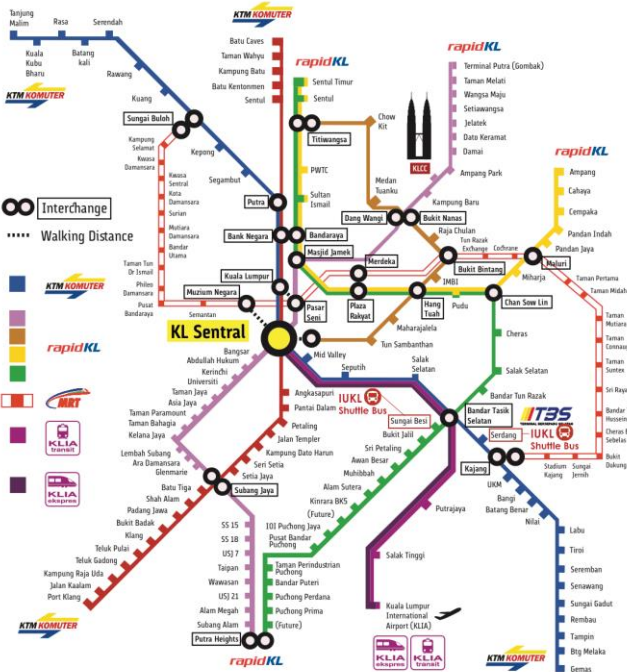 Tanjung
Malim
Rasa
Serendah
Kuala
Kubu
Bharu
Batang
kali
Rawang
KTM KOMUTER
Kuang
Sungai Buloh
Kepong
Segambut
KTM KOMUTER
Batu Caves
Taman Wahyu
Kampung Batu
Batu Kentonmen
Sentul
Putra
Bank Negara
Kuala Lumpur
rapidKL
Sentul Timur
Sentul
Titiwangsa
PWTC
Sultan
Ismail
Bandaraya
Masjid Jamek
Chow
Kit
Medan
Tuanku
KLCC
rapidKL
Terminal Putra (Gombak)
Taman Melati
Wangsa Maju
Setiawangsa
Jelatek
Dato Keramat
Damai
Ampang Park
Kampung Baru
Dang Wangi
Bukit Nanas
Raja Chulan
rapidKL
Ampang
Cahaya
Cempaka
Pandan Indah
Pandan Jaya
Maluri
Miharja
Tun Razak
Exchange
Cochrane
Bukit Bintang
IMBI
Merdeka
Plaza
Rakyat
Hang
Tuah
Pudu
Chan Sow Lin
Pasar
Seni
Maharajalela
Tun Sambanthan
Kampung
Selamat
Kwasa
Damansara
Kwasa
Sentral
Kota
Damansara
Surian
Mutiara
Damansara
Bandar
Utama
Taman Tun
Dr Ismail
Phileo
Damansara
Pusat
Bandaraya
Semantan
Muzium Negara
Interchange
Walking Distance
KTM KOMUTER
rapidKL
MRT
KLIA
transit
KLIA
ekspres
KL Sentral
Taman Pertama
Taman Midah
Taman
Mutiara
Taman
Connaug
Taman
Suntex
Sri Raya
Bandar
Hussein
Cheras B
Sebelas
Bukit
Dukung
Sungai
Jernih
Stadium
Kajang
Cheras
Salak Selatan
Bandar Tun Razak
Bandar Tasik
Selatan
TBS
Serdang
IUKL
Shuttle Bus
Kajang
UKM
Bangi
Batang Benar
Nilai
Labu
Tiroi
Seremban
Senawang
Sungai Gadut
Rembau
Tampin
Btg Melaka
Gemas
KTM KOMUTER
Mid Valley
Seputih
Salak
Selatan
IUKL
Shuttle Bus
Sungai Besi
Bukit Jalil
Sri Petaling
Awan Besar
Muhibbah
Alam Sutera
Kinrara BK5
(Future)
IOI Puchong Jaya
Pusat Bandar
Puchong
Taman Perindustrian
Puchong
Bandar Puteri
Puchong Perdana
Puchong Prima
(Future)
Putrajaya
Salak Tinggi
Kuala Lumpur
International
Airport (KLIA)
KLIA
ekspres
KLIA
transit
Bangsar
Abdullah Hukum
Kerinchi
Universiti
Taman Jaya
Asia Jaya
Taman Paramount
Taman Bahagia
Kelana Jaya
Lembah Subang
Ara Damansara
Glenmarie
Angkasapuri
Pantai Dalam
Petaling
Jalan Templer
Kampung Dato Harun
Seri Setia
Setia Jaya
Subang Jaya
Batu Tiga
Shah Alam
Padang Jawa
Bukit Badak
Klang
Teluk Pulai
Teluk Gadong
Kampung Raja Uda
Jalan Kaalam
Port Klang
KTM KOMUTER
SS 15
SS 18
USJ 7
Taipan
Wawasan
USJ 21
Alam Megah
Subang Alam
Putra Heights
rapidKL